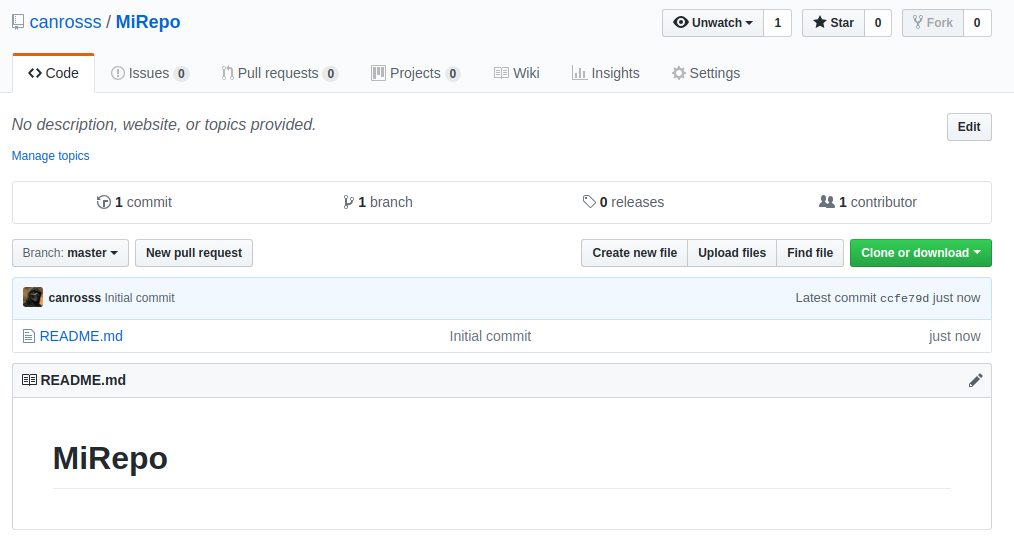 canrosss / MiRepo Unwatch 1 Star 0 Fork 0
Code Issues 0 Pull requests 0 Projects 0 Wiki Insights Settings
No description, website, or topics provided. Edit
Manage topics
1 commit 1 branch 0 releases 1 contributor
Branch: master New pull request Create new file Upload files Find file Clone or download
canrosss Initial commit Latest commit ccfe79d just now
README.md Initial commit just now
README.md
MiRepo